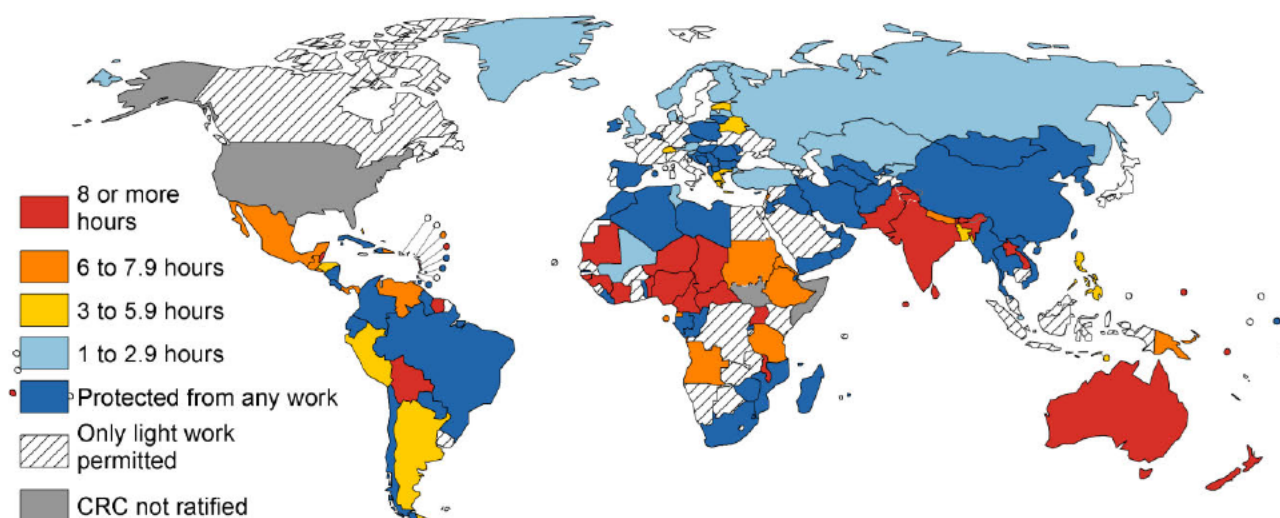 8 or more
hours
6 to 7.9 hours
3 to 5.9 hours
1 to 2.9 hours
Protected from any work
Only light work
permitted
CRC not ratified